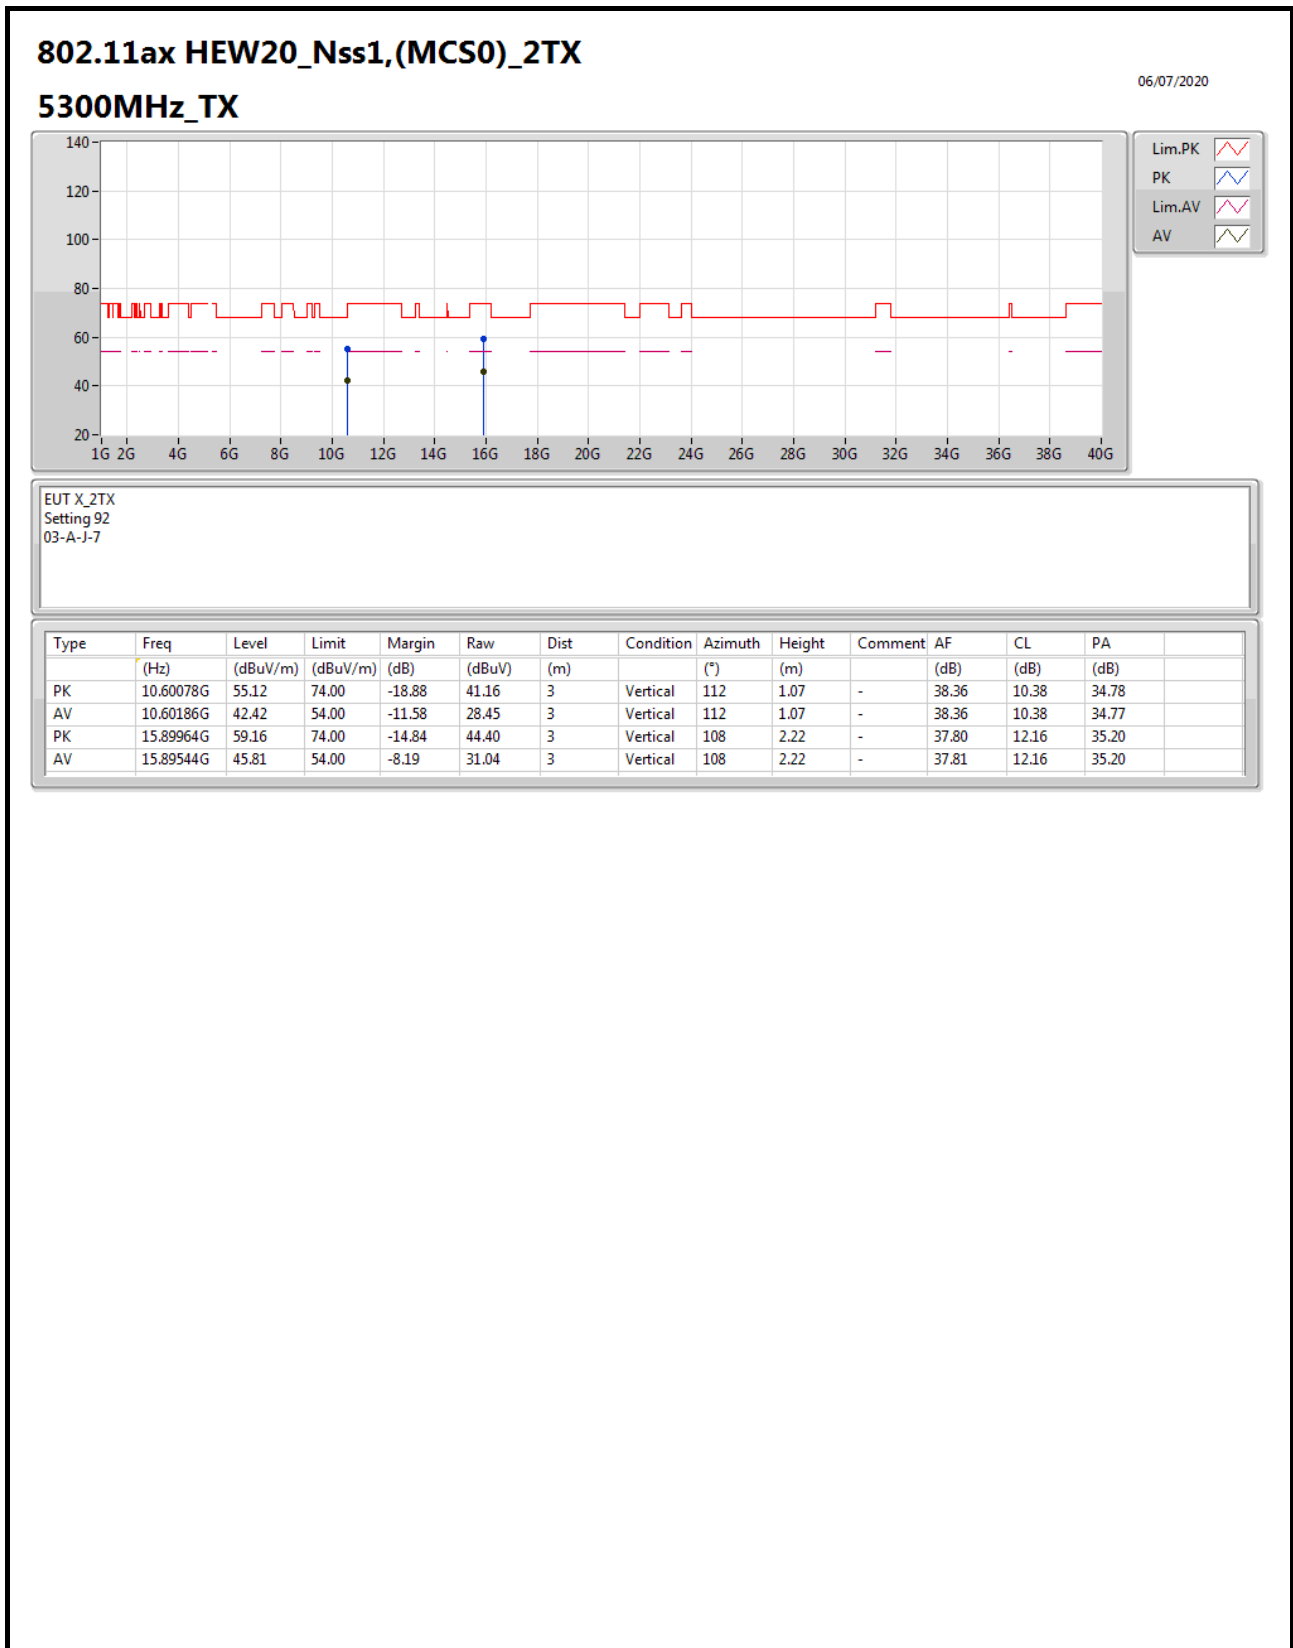 802.11ax HEW20_Nss1,(MCS0)_2TX
06/07/2020
5300MHz_TX
140
120
100
80
60
40
20
1G 2G 4G 6G 8G 10G 12G 14G 16G 18G 20G 22G 24G 26G 28G 30G 32G 34G 36G 38G 40G
Lim.PK
PK
Lim.AV
AV
EUT X_2TX
Setting 92
03-A-J-7
Type Freq Level Limit Margin Raw Dist Condition Azimuth Height Comment AF CL PA
(Hz) (dBuV/m) (dBuV/m) (dB) (dBuV) (m) (°) (m) (dB) (dB) (dB)
PK 10.60078G 55.12 74.00 -18.88 41.16 3 Vertical 112 1.07 - 38.36 10.38 34.78
AV 10.60186G 42.42 54.00 -11.58 28.45 3 Vertical 112 1.07 - 38.36 10.38 34.77
PK 15.89964G 59.16 74.00 -14.84 44.40 3 Vertical 108 2.22 - 37.80 12.16 35.20
AV 15.89544G 45.81 54.00 -8.19 31.04 3 Vertical 108 2.22 - 37.81 12.16 35.20